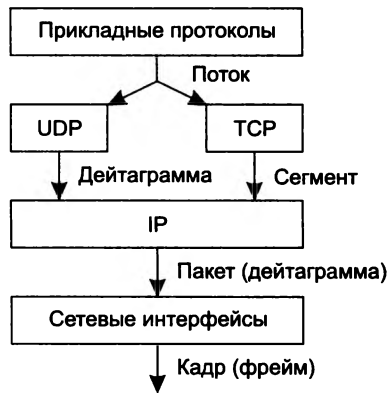 Прикладные протоколы
Поток
UDP
TCP
Дейтаграмма
Сегмент
IP
Пакет (дейтаграмма)
Сетевые интерфейсы
Кадр (фрейм)